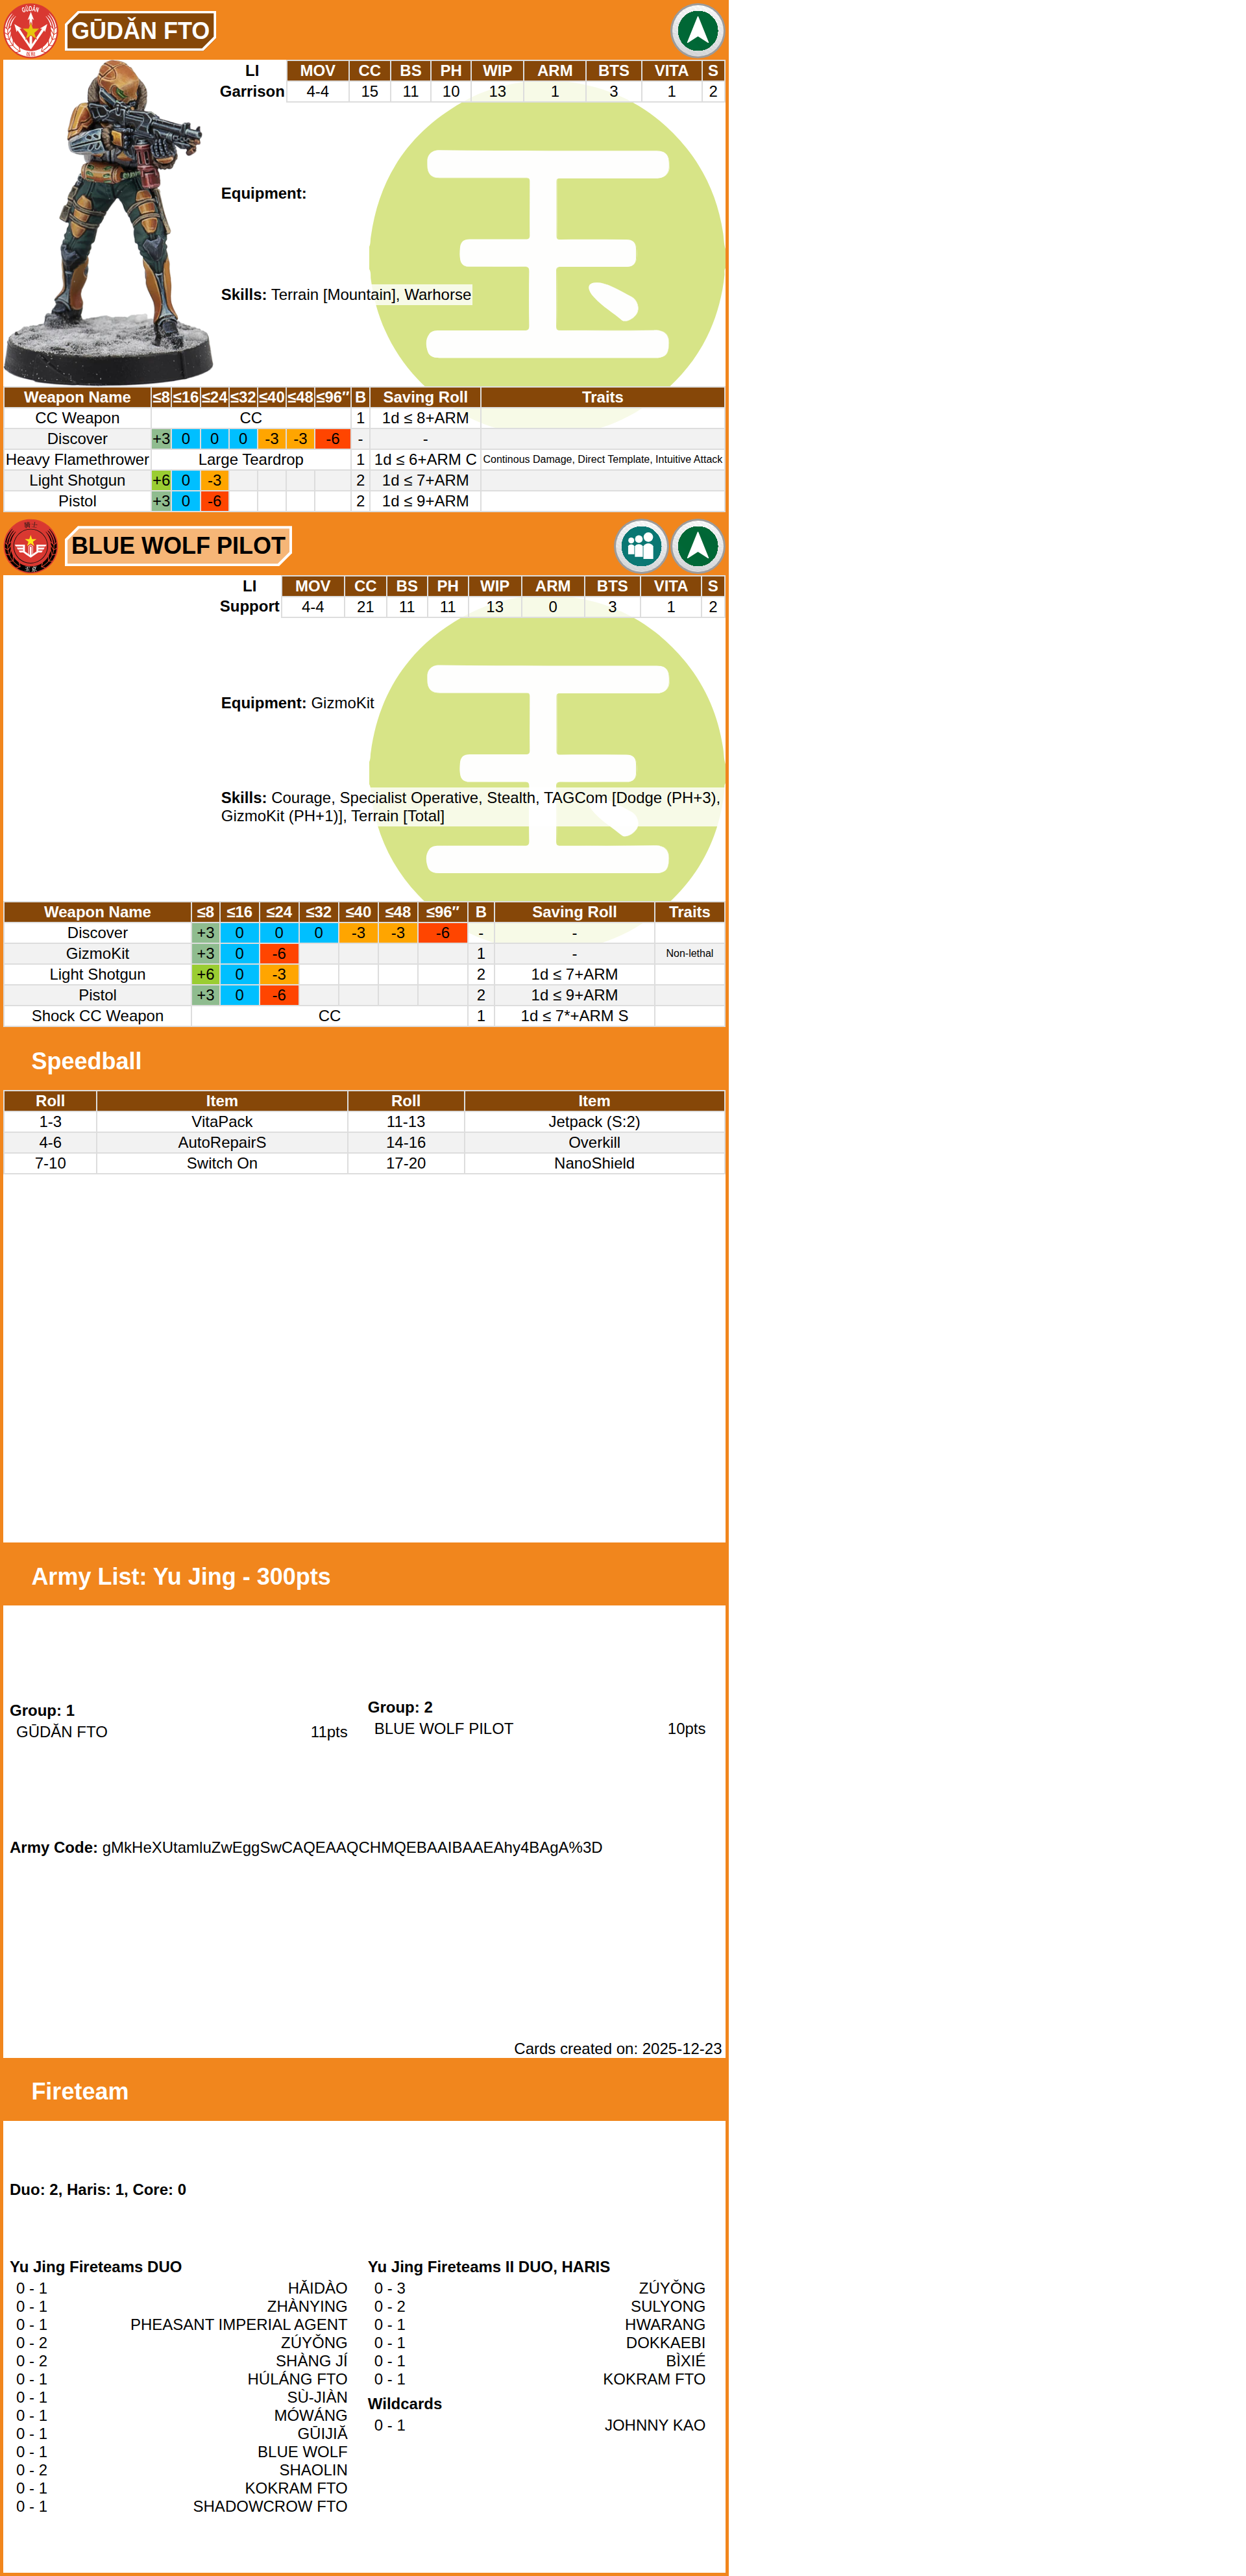 GŪDǍN
GŪDǍN FTO
LI MOV CC BS PH WIP ARM BTS VITA S
Garrison 4-4 15 11 10 13 1 3 1 2
Equipment:
Skills: Terrain [Mountain], Warhorse
Weapon Name ≤8 ≤16 ≤24 ≤32 ≤40 ≤48 ≤96″ B Saving Roll Traits
CC Weapon CC 1 1d ≤ 8+ARM
Discover +3 0 0 0 -3 -3 -6 - -
Heavy Flamethrower Large Teardrop 1 1d ≤ 6+ARM C Continous Damage, Direct Template, Intuitive Attack
Light Shotgun +6 0 -3 2 1d ≤ 7+ARM
Pistol +3 0 -6 2 1d ≤ 9+ARM
BLUE WOLF PILOT
LI MOV CC BS PH WIP ARM BTS VITA S
Support 4-4 21 11 11 13 0 3 1 2
Equipment: GizmoKit
Skills: Courage, Specialist Operative, Stealth, TAGCom [Dodge (PH+3),
GizmoKit (PH+1)], Terrain [Total]
Weapon Name ≤8 ≤16 ≤24 ≤32 ≤40 ≤48 ≤96″ B Saving Roll Traits
Discover +3 0 0 0 -3 -3 -6 - -
GizmoKit +3 0 -6 1 - Non-lethal
Light Shotgun +6 0 -3 2 1d ≤ 7+ARM
Pistol +3 0 -6 2 1d ≤ 9+ARM
Shock CC Weapon CC 1 1d ≤ 7*+ARM S
Speedball
Roll Item Roll Item
1-3 VitaPack 11-13 Jetpack (S:2)
4-6 AutoRepairS 14-16 Overkill
7-10 Switch On 17-20 NanoShield
Army List: Yu Jing - 300pts
Group: 1
GŪDǍN FTO 11pts
Group: 2
BLUE WOLF PILOT 10pts
Army Code: gMkHeXUtamluZwEggSwCAQEAAQCHMQEBAAIBAAEAhy4BAgA%3D
Cards created on: 2025-12-23
Fireteam
Duo: 2, Haris: 1, Core: 0
Yu Jing Fireteams DUO
0 - 1 HǍIDÀO
0 - 1 ZHÀNYING
0 - 1 PHEASANT IMPERIAL AGENT
0 - 2 ZÚYǑNG
0 - 2 SHÀNG JÍ
0 - 1 HÚLÁNG FTO
0 - 1 SÙ-JIÀN
0 - 1 MÓWÁNG
0 - 1 GŪIJIǍ
0 - 1 BLUE WOLF
0 - 2 SHAOLIN
0 - 1 KOKRAM FTO
0 - 1 SHADOWCROW FTO
Yu Jing Fireteams II DUO, HARIS
0 - 3 ZÚYǑNG
0 - 2 SULYONG
0 - 1 HWARANG
0 - 1 DOKKAEBI
0 - 1 BÌXIÉ
0 - 1 KOKRAM FTO
Wildcards
0 - 1 JOHNNY KAO